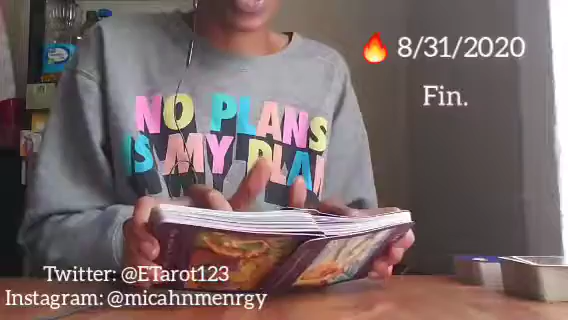 🔥 8/31/2020
Fin.
NO PLANS
IS MY PLAN
Twitter: @ETarot123
Instagram: @micahnmenrgy